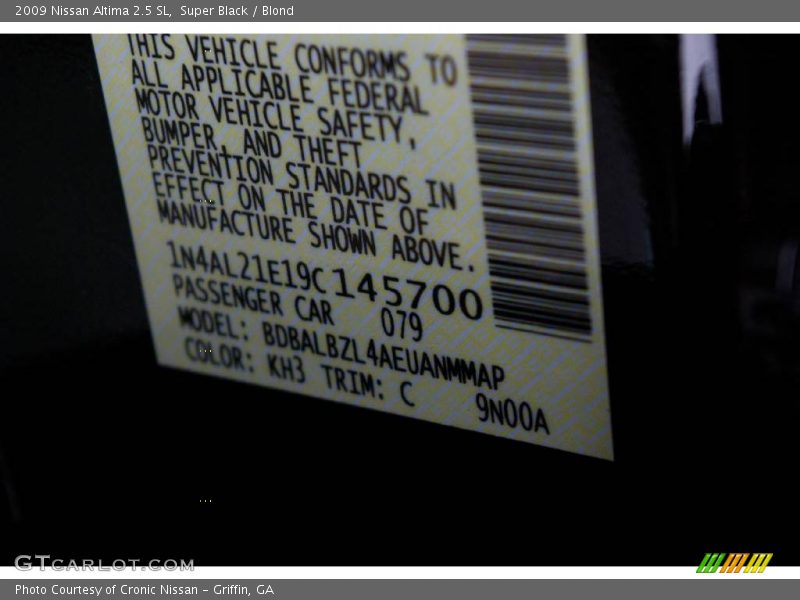 2009 Nissan Altima 2.5 SL, Super Black / Blond
THIS VEHICLE CONFORMS TO
ALL APPLICABLE FEDERAL
MOTOR VEHICLE SAFETY,
BUMPER, AND THEFT
PREVENTION STANDARDS IN
EFFECT ON THE DATE OF
MANUFACTURE SHOWN ABOVE.
1N4AL21E19C145700
PASSENGER CAR 079
MODEL: BDBALBZL4AEUANMMAP
COLOR: KH3 TRIM: C 9N00A
GTCARLOT.COM
Photo Courtesy of Cronic Nissan - Griffin, GA